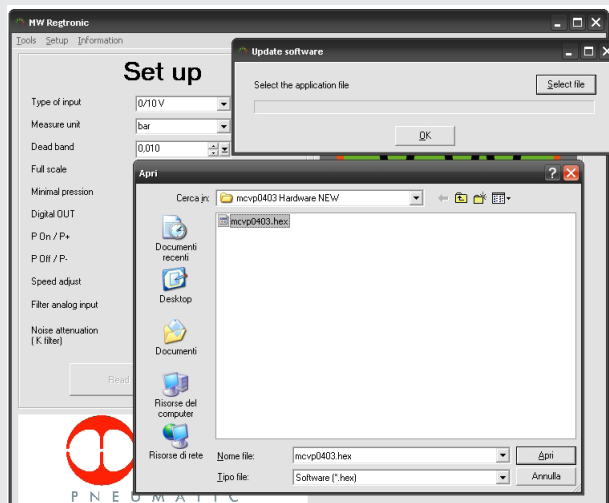 MW Regtronic
Tools Setup Information
Set up
Type of input 0/10 V
Measure unit bar
Dead band 0,010
Full scale
Minimal pression
Digital OUT
P On / P+
P Off / P-
Speed adjust
Filter analog input
Noise attenuation
( K filter)
Read
PNEUMATIC
Update software
Select the application file Select file
OK
Apri
Cerca in: mcvp0403 Hardware NEW
mcvp0403.hex
Documenti
recenti
Desktop
Documenti
Risorse del
computer
Risorse di rete
Nome file: mcvp0403.hex Apri
Tipo file: Software (*.hex) Annulla